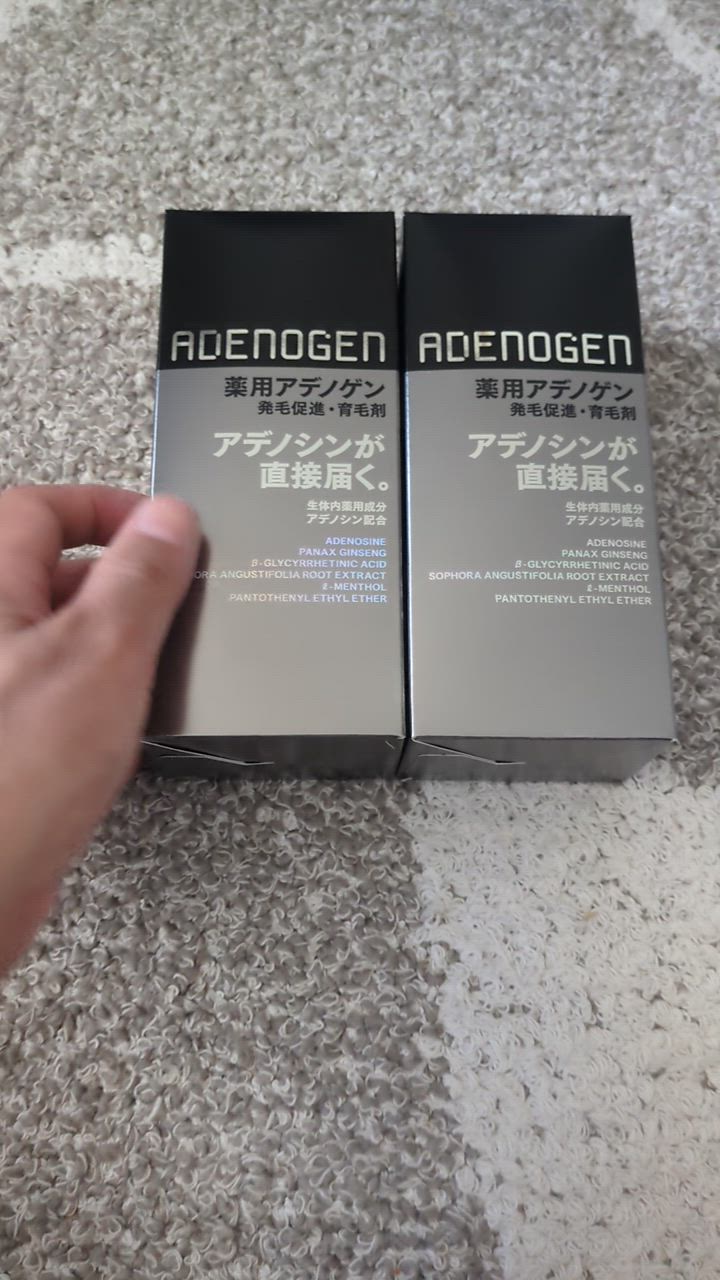 ADENOGEN
薬用アデノゲン
発毛促進・育毛剤
アデノシンが
直接届く。
生体内薬用成分
アデノシン配合
ADENOSINE
PANAX GINSENG
β-GLYCYRRHETINIC ACID
ANGUSTIFOLIA ROOT EXTRACT
ℓ-MENTHOL
PANTOTHENYL ETHYL ETHER
ADENOGEN
薬用アデノゲン
発毛促進・育毛剤
アデノシンが
直接届く。
生体内薬用成分
アデノシン配合
ADENOSINE
PANAX GINSENG
β-GLYCYRRHETINIC ACID
SOPHORA ANGUSTIFOLIA ROOT EXTRACT
ℓ-MENTHOL
PANTOTHENYL ETHYL ETHER